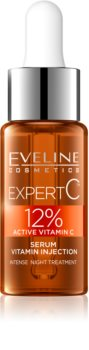 EVELINE
COSMETICS
EXPERT C
12%
ACTIVE VITAMIN C
SERUM
VITAMIN INJECTION
INTENSE NIGHT TREATMENT